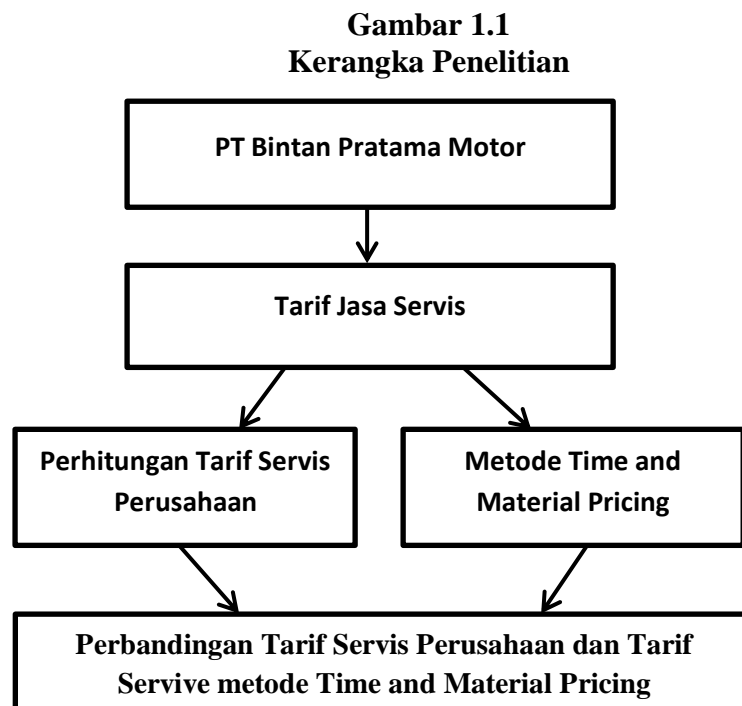 Gambar 1.1
Kerangka Penelitian
PT Bintan Pratama Motor
Tarif Jasa Servis
Perhitungan Tarif Servis
Perusahaan
Metode Time and
Material Pricing
Perbandingan Tarif Servis Perusahaan dan Tarif
Servive metode Time and Material Pricing